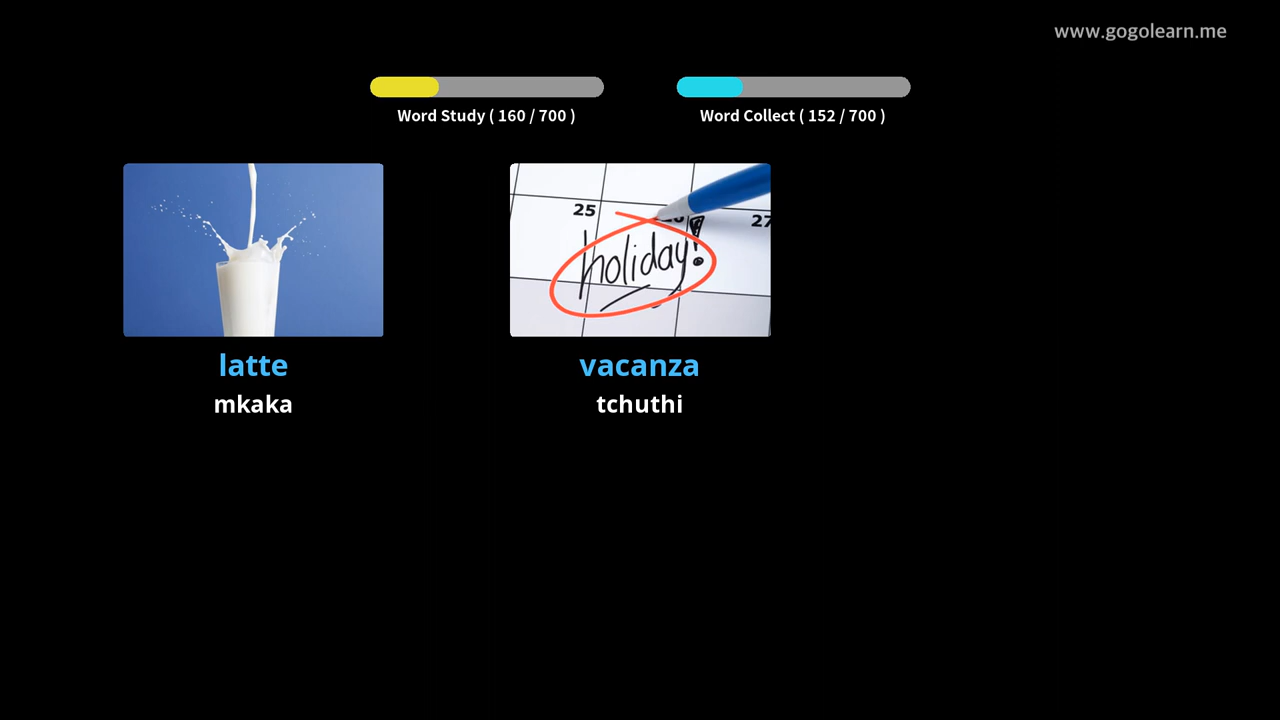 www.gogolearn.me
Word Study ( 160 / 700 )
Word Collect ( 152 / 700 )
25
27
holiday!
latte
mkaka
vacanza
tchuthi